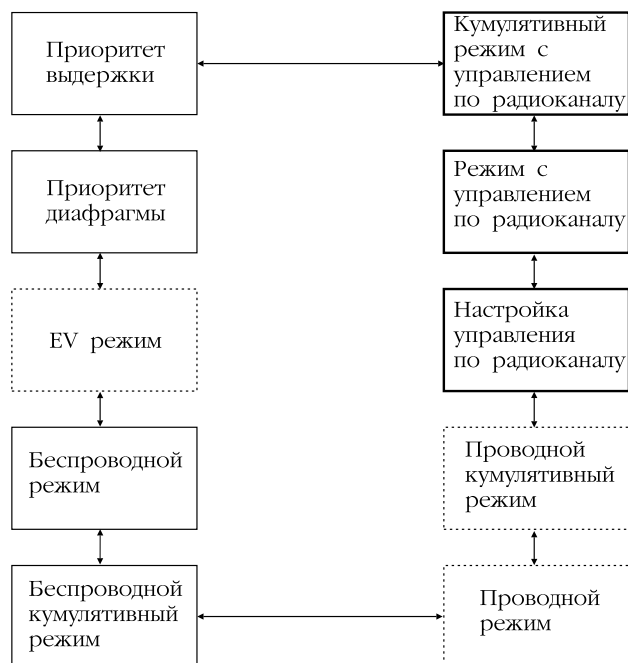 Приоритет
выдержки
Кумулятивный
режим с
управлением
по радиоканалу
Приоритет
диафрагмы
Режим с
управлением
по радиоканалу
EV режим
Настройка
управления
по радиоканалу
Беспроводной
режим
Проводной
кумулятивный
режим
Беспроводной
кумулятивный
режим
Проводной
режим